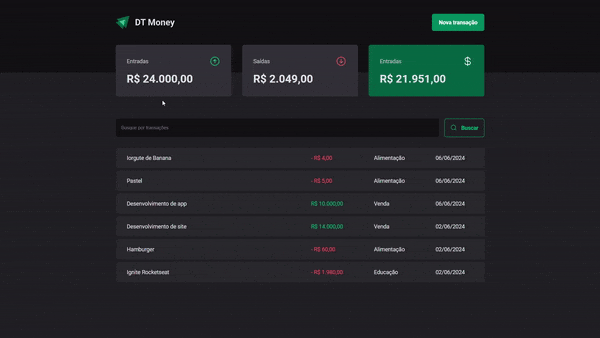 DT Money
Nova transação
Entradas
R$ 24.000,00
Saídas
R$ 2.049,00
Entradas
R$ 21.951,00
Busque por transações
Buscar
Iorgute de Banana - R$ 4,00 Alimentação 06/06/2024
Pastel - R$ 5,00 Alimentação 06/06/2024
Desenvolvimento de app R$ 10.000,00 Venda 06/06/2024
Desenvolvimento de site R$ 14.000,00 Venda 02/06/2024
Hamburger - R$ 60,00 Alimentação 02/06/2024
Ignite Rocketseat - R$ 1.980,00 Educação 02/06/2024